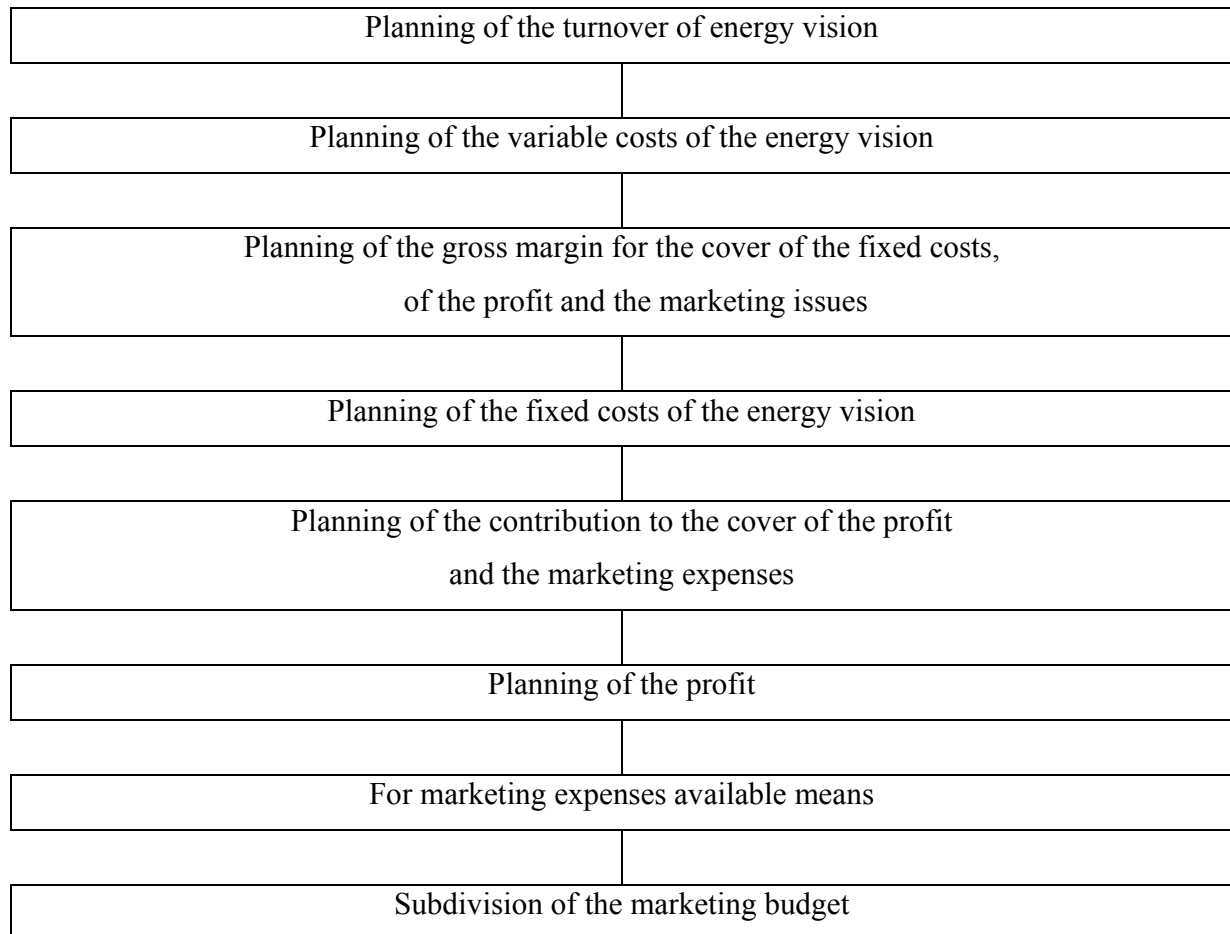 Planning of the turnover of energy vision
Planning of the variable costs of the energy vision
Planning of the gross margin for the cover of the fixed costs,
of the profit and the marketing issues
Planning of the fixed costs of the energy vision
Planning of the contribution to the cover of the profit
and the marketing expenses
Planning of the profit
For marketing expenses available means
Subdivision of the marketing budget